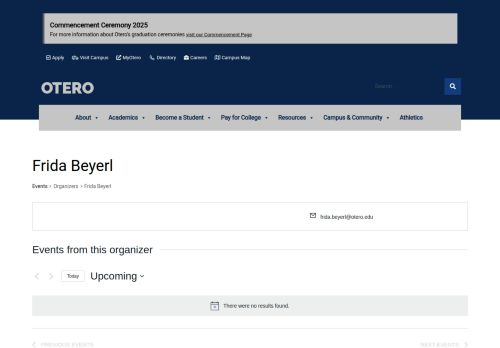 Commencement Ceremony 2025
For more information about Otero's graduation ceremonies visit our Commencement Page
Apply Visit Campus MyOtero Directory Careers Campus Map
OTERO
Search
About Academics Become a Student Pay for College Resources Campus & Community Athletics
Frida Beyerl
Events > Organizers > Frida Beyerl
frida.beyerl@otero.edu
Events from this organizer
Today Upcoming
There were no results found.
PREVIOUS EVENTS NEXT EVENTS